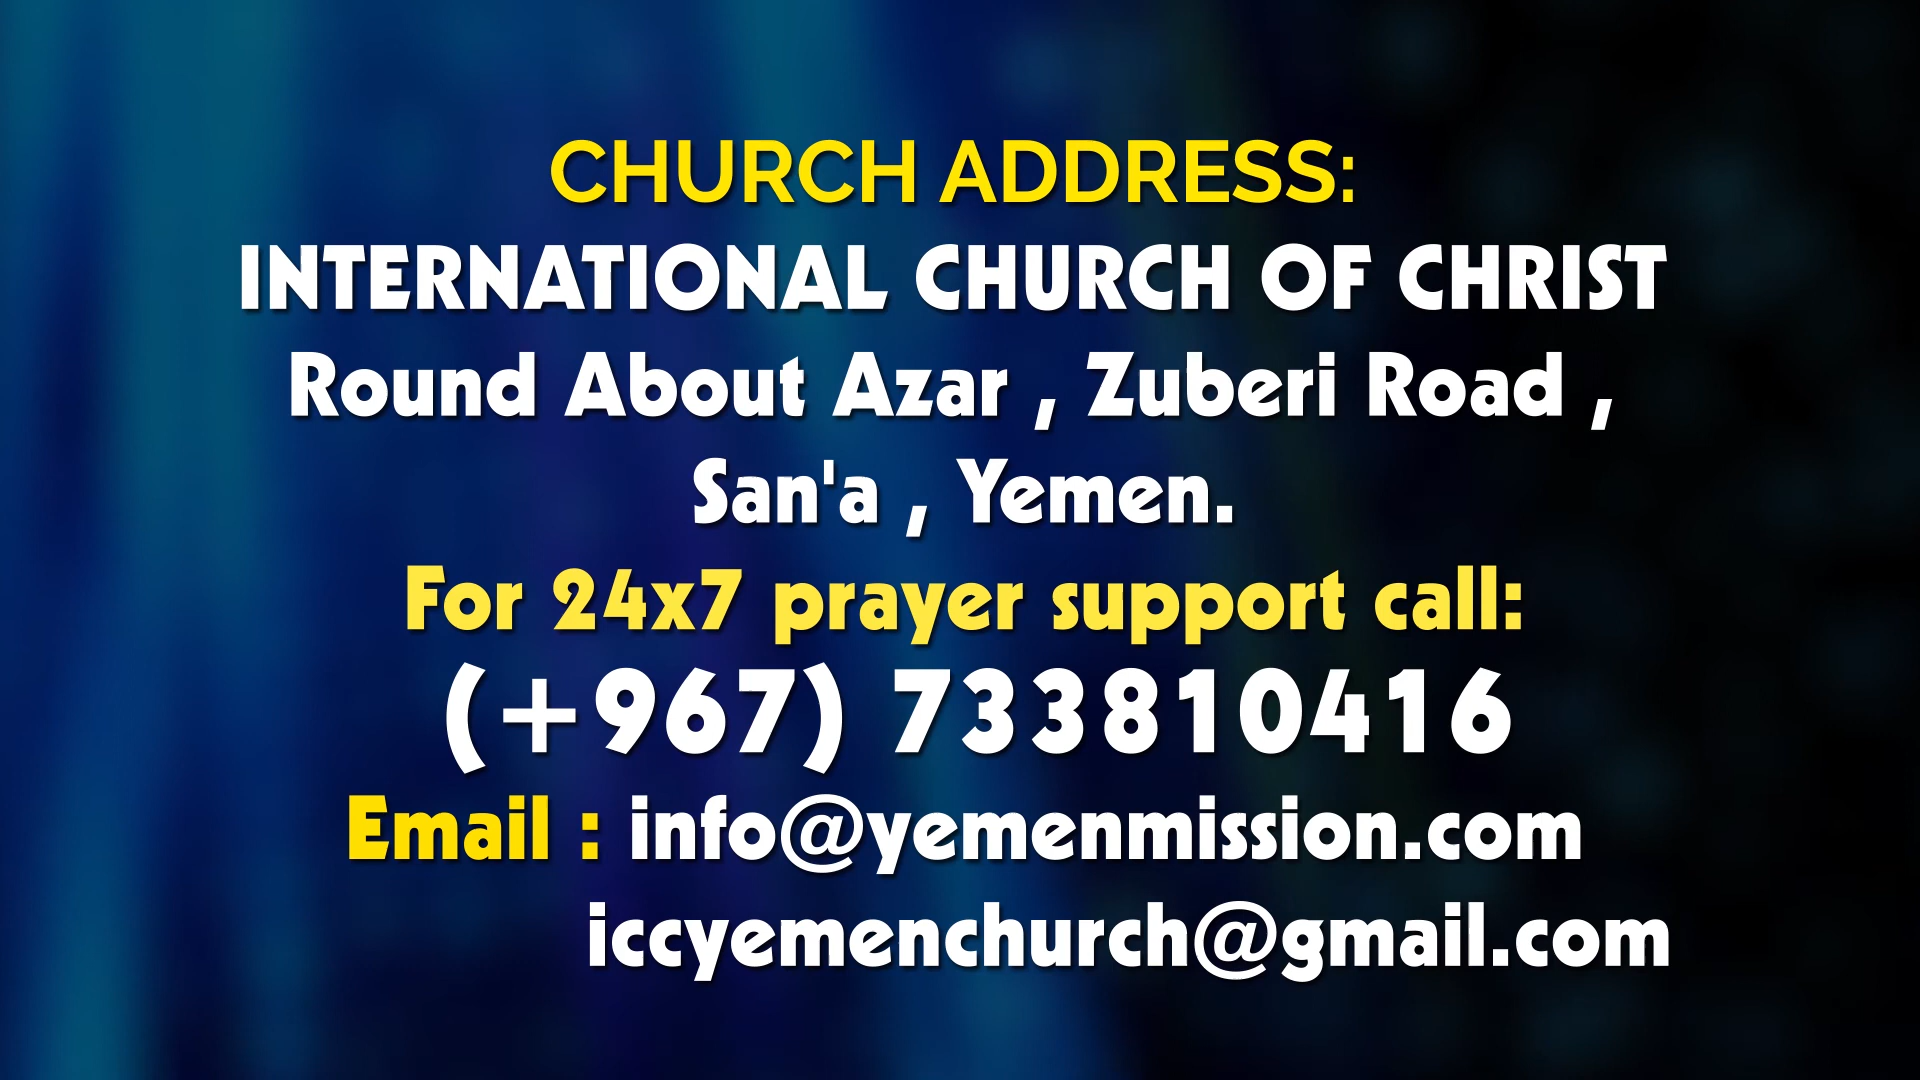 CHURCH ADDRESS:
INTERNATIONAL CHURCH OF CHRIST
Round About Azar , Zuberi Road ,
San'a , Yemen.
For 24x7 prayer support call:
(+967) 733810416
Email : info@yemenmission.com
iccyemenchurch@gmail.com